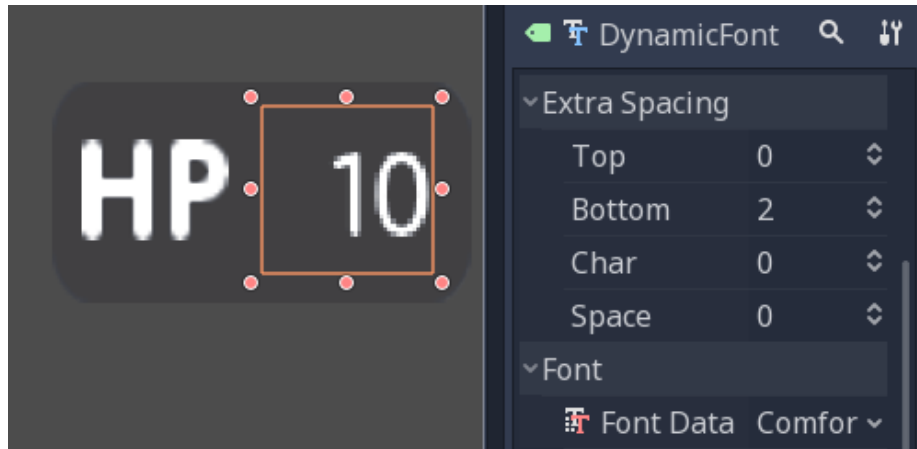 HP 10
DynamicFont
Extra Spacing
Top 0
Bottom 2
Char 0
Space 0
Font
Font Data Comfor